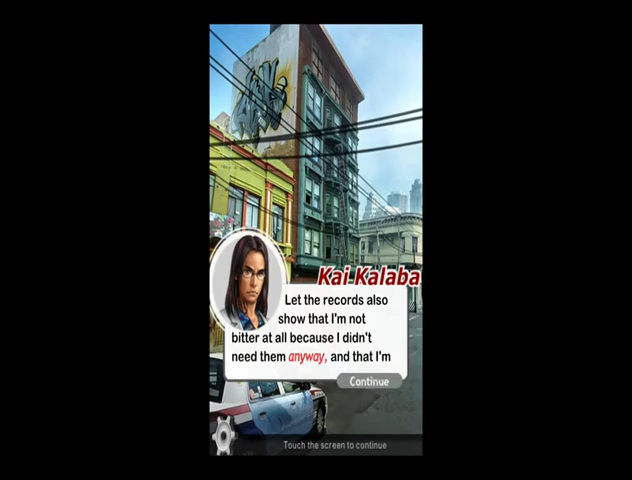 Kai Kalaba
Let the records also
show that I'm not
bitter at all because I didn't
need them anyway, and that I'm
Continue
Touch the screen to continue